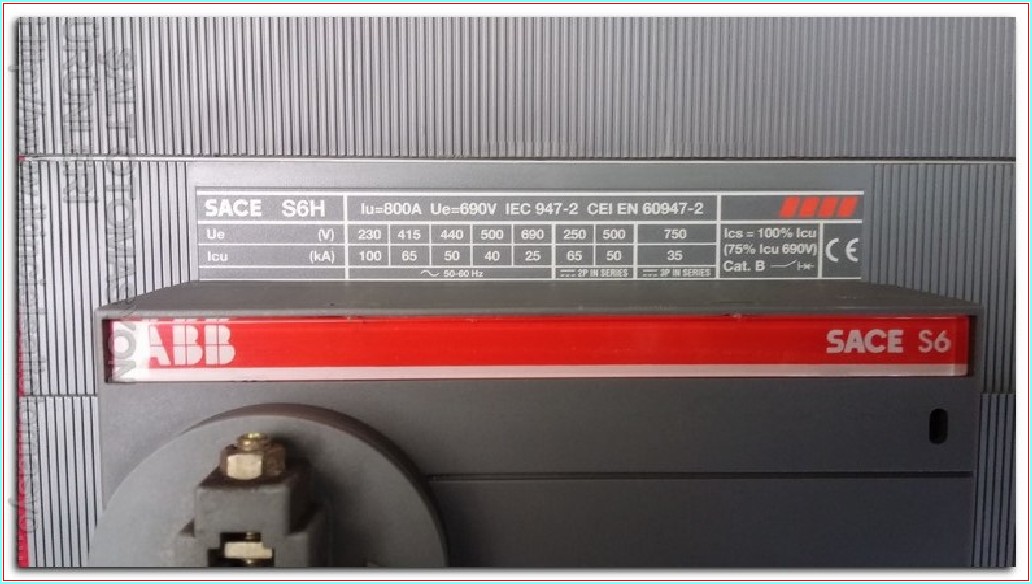 SACE S6H Iu=800A Ue=690V IEC 947-2 CEI EN 60947-2
Ue (V) 230 415 440 500 690 250 500 750
Icu (kA) 100 65 50 40 25 65 50 35
50-60 Hz 2P IN SERIES 3P IN SERIES
Ics = 100% Icu
(75% Icu 690V)
Cat. B
CE
ABB SACE S6